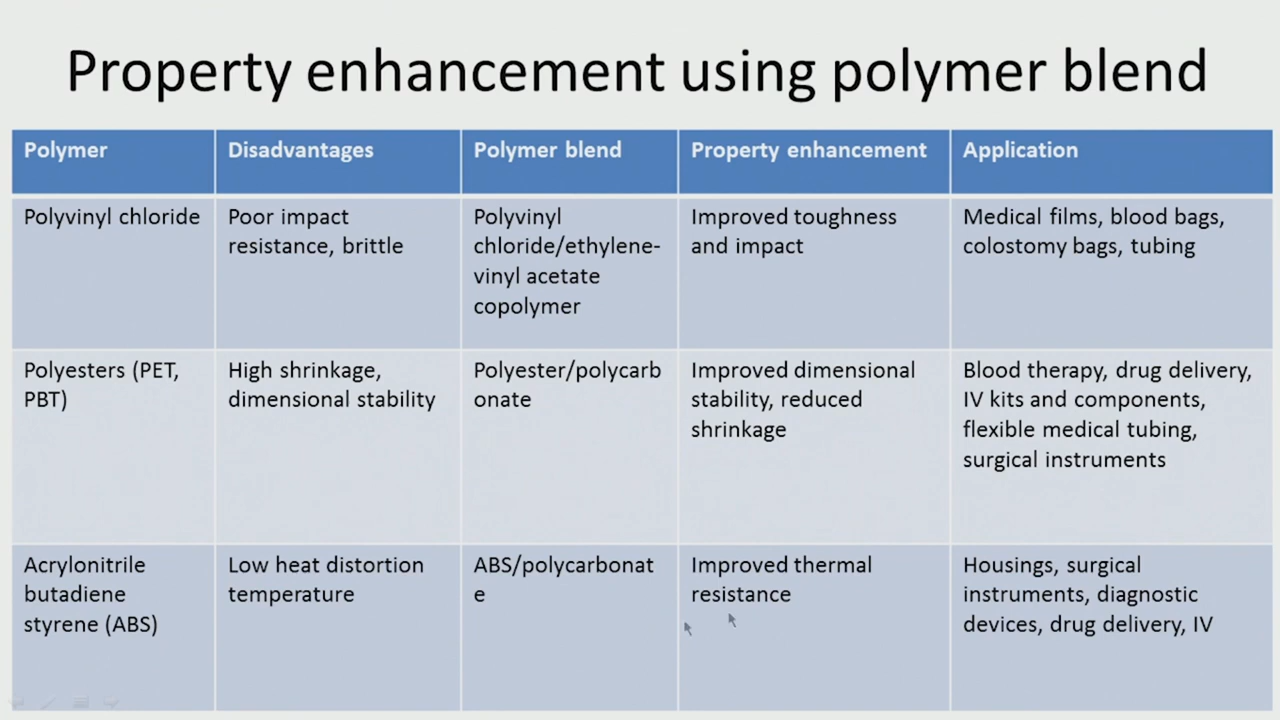 Property enhancement using polymer blend
Polymer
Disadvantages
Polymer blend
Property enhancement
Application
Polyvinyl chloride
Poor impact
resistance, brittle
Polyvinyl
chloride/ethylene-
vinyl acetate
copolymer
Improved toughness
and impact
Medical films, blood bags,
colostomy bags, tubing
Polyesters (PET,
PBT)
High shrinkage,
dimensional stability
Polyester/polycarb
onate
Improved dimensional
stability, reduced
shrinkage
Blood therapy, drug delivery,
IV kits and components,
flexible medical tubing,
surgical instruments
Acrylonitrile
butadiene
styrene (ABS)
Low heat distortion
temperature
ABS/polycarbonat
e
Improved thermal
resistance
Housings, surgical
instruments, diagnostic
devices, drug delivery, IV